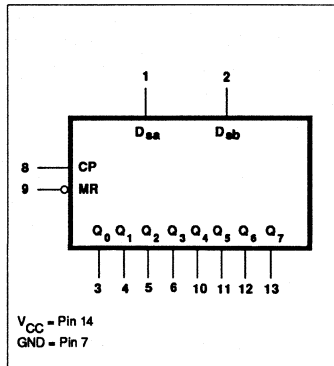 1 2
Dsa Dsb
8 CP
9 MR
Q0 Q1 Q2 Q3 Q4 Q5 Q6 Q7
3 4 5 6 10 11 12 13
VCC = Pin 14
GND = Pin 7